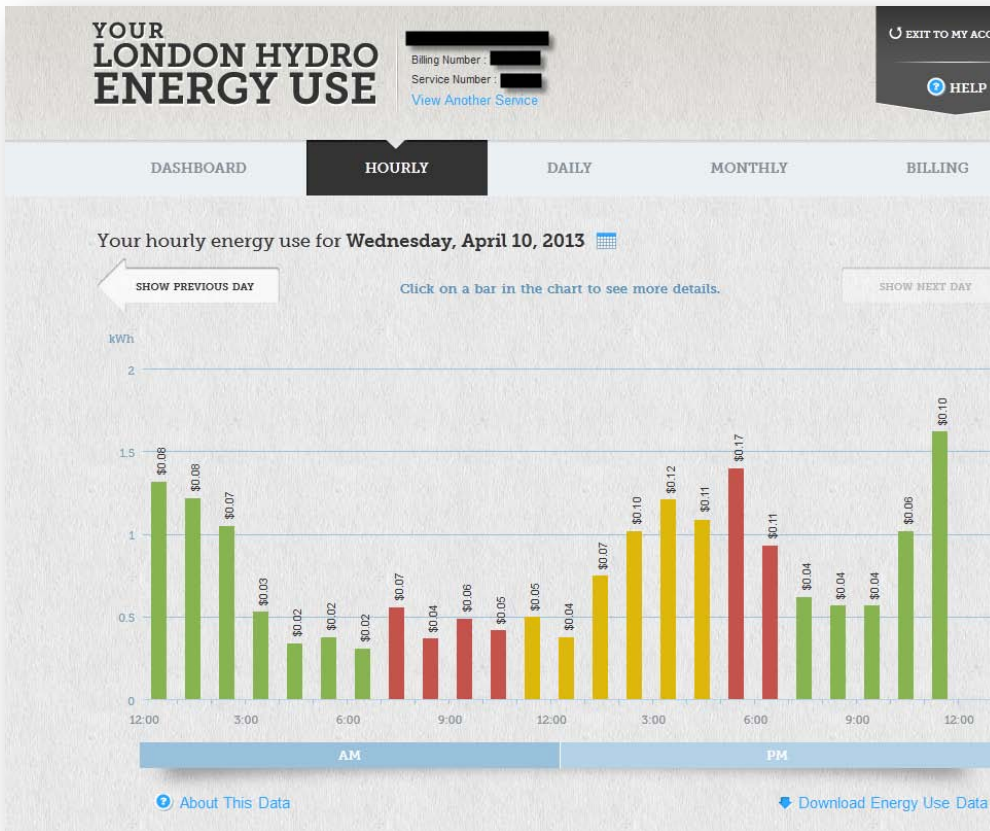 YOUR
LONDON HYDRO
ENERGY USE
Billing Number :
Service Number :
View Another Service
EXIT TO MY
HELP
DASHBOARD
HOURLY
DAILY
MONTHLY
BILLING
Your hourly energy use for Wednesday, April 10, 2013
SHOW PREVIOUS DAY
Click on a bar in the chart to see more details.
SHOW NEXT DAY
kWh
2
1.5
1
0.5
0
$0.08
$0.08
$0.07
$0.03
$0.02
$0.02
$0.02
$0.07
$0.04
$0.06
$0.05
$0.05
$0.04
$0.07
$0.10
$0.12
$0.11
$0.17
$0.11
$0.04
$0.04
$0.04
$0.06
$0.10
12:00 3:00 6:00 9:00 12:00 3:00 6:00 9:00 12:00
AM PM
About This Data
Download Energy Use Data